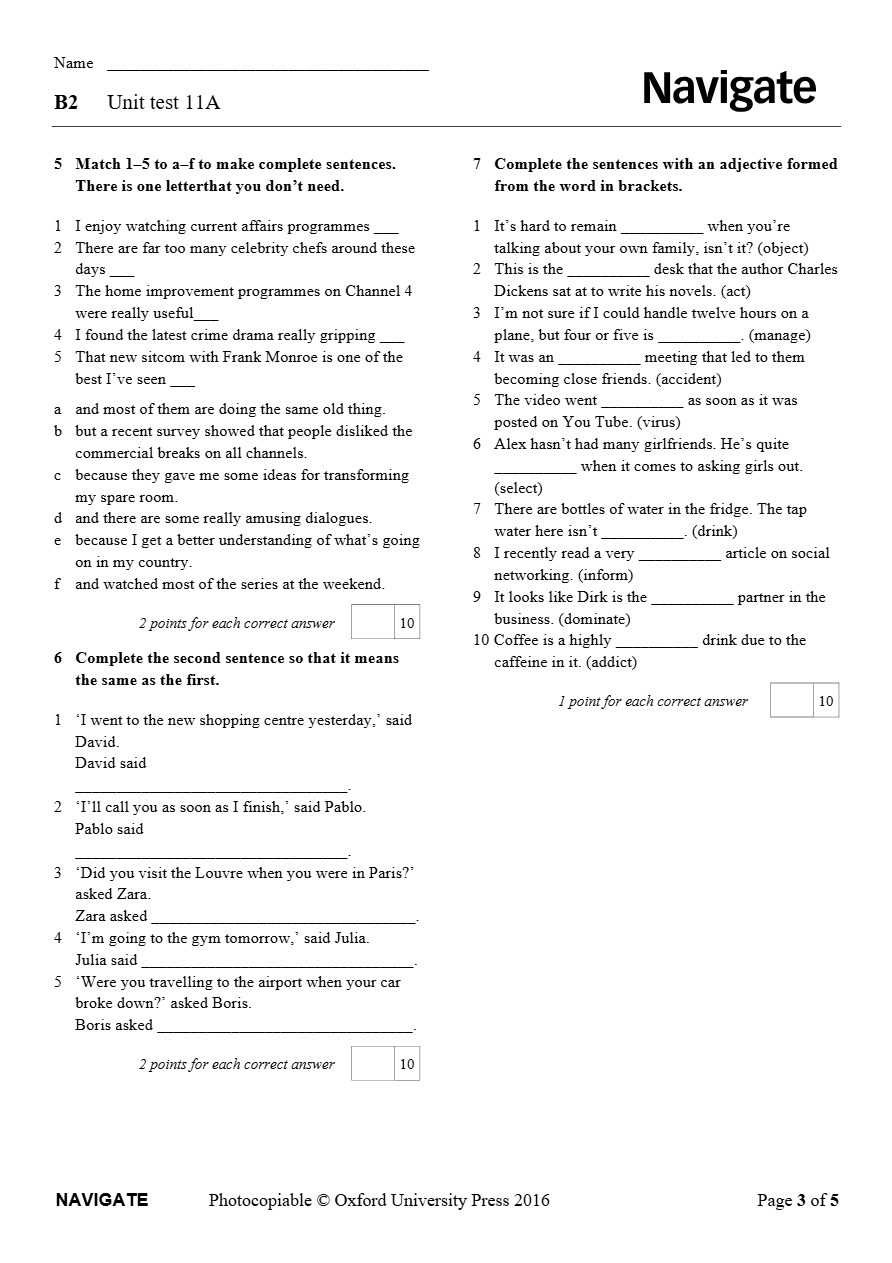 Name ________________________________________
Navigate
B2 Unit test 11A
5 Match 1–5 to a–f to make complete sentences.
There is one letterthat you don’t need.
1 I enjoy watching current affairs programmes ___
2 There are far too many celebrity chefs around these
days ___
3 The home improvement programmes on Channel 4
were really useful___
4 I found the latest crime drama really gripping ___
5 That new sitcom with Frank Monroe is one of the
best I’ve seen ___
a and most of them are doing the same old thing.
b but a recent survey showed that people disliked the
commercial breaks on all channels.
c because they gave me some ideas for transforming
my spare room.
d and there are some really amusing dialogues.
e because I get a better understanding of what’s going
on in my country.
f and watched most of the series at the weekend.
2 points for each correct answer 10
6 Complete the second sentence so that it means
the same as the first.
1 ‘I went to the new shopping centre yesterday,’ said
David.
David said
_________________________________.
2 ‘I’ll call you as soon as I finish,’ said Pablo.
Pablo said
_________________________________.
3 ‘Did you visit the Louvre when you were in Paris?’
asked Zara.
Zara asked ________________________________.
4 ‘I’m going to the gym tomorrow,’ said Julia.
Julia said _________________________________.
5 ‘Were you travelling to the airport when your car
broke down?’ asked Boris.
Boris asked _______________________________.
2 points for each correct answer 10
7 Complete the sentences with an adjective formed
from the word in brackets.
1 It’s hard to remain __________ when you’re
talking about your own family, isn’t it? (object)
2 This is the __________ desk that the author Charles
Dickens sat at to write his novels. (act)
3 I’m not sure if I could handle twelve hours on a
plane, but four or five is __________. (manage)
4 It was an __________ meeting that led to them
becoming close friends. (accident)
5 The video went __________ as soon as it was
posted on You Tube. (virus)
6 Alex hasn’t had many girlfriends. He’s quite
__________ when it comes to asking girls out.
(select)
7 There are bottles of water in the fridge. The tap
water here isn’t __________. (drink)
8 I recently read a very __________ article on social
networking. (inform)
9 It looks like Dirk is the __________ partner in the
business. (dominate)
10 Coffee is a highly __________ drink due to the
caffeine in it. (addict)
1 point for each correct answer 10
NAVIGATE Photocopiable © Oxford University Press 2016 Page 3 of 5